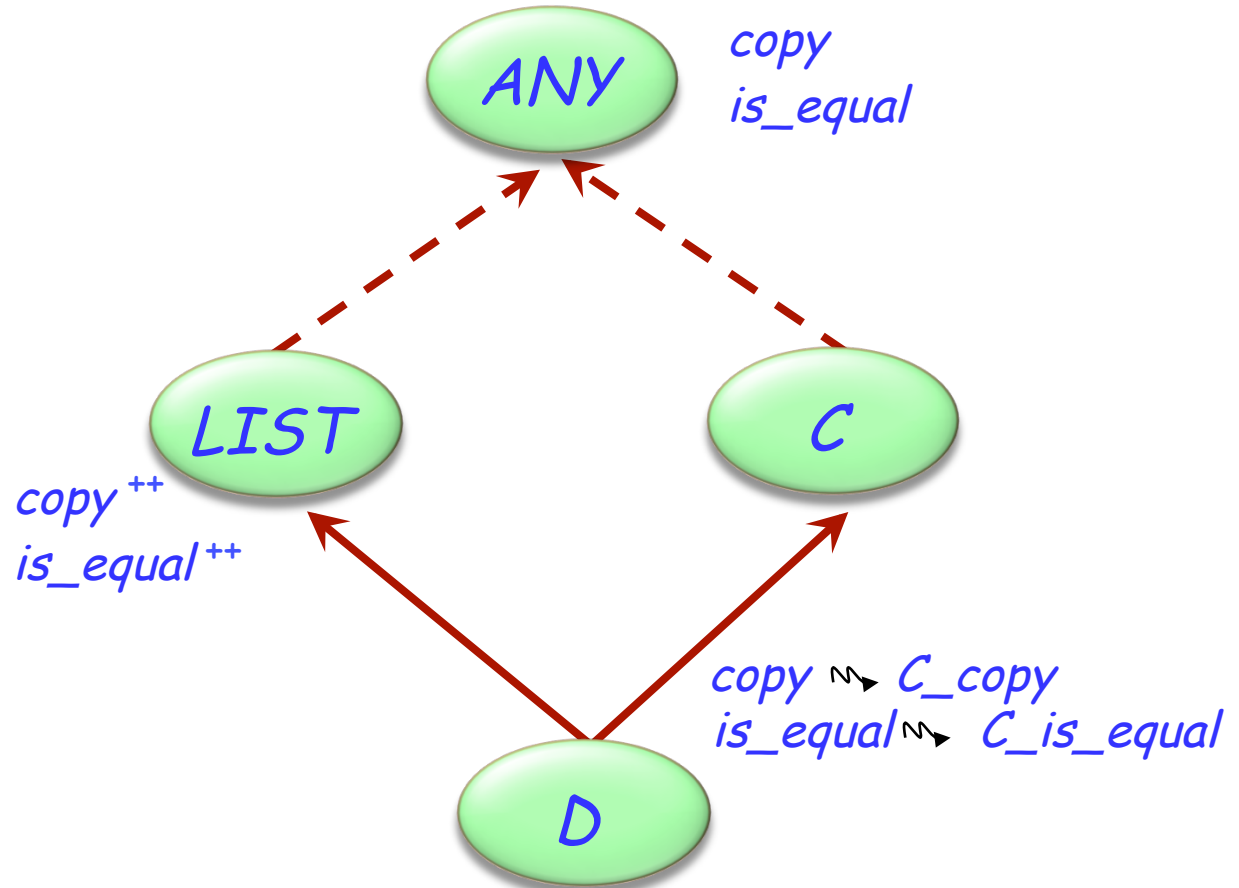 ANY
copy
is_equal
LIST
C
copy ++
is_equal ++
copy C_copy
is_equal C_is_equal
D